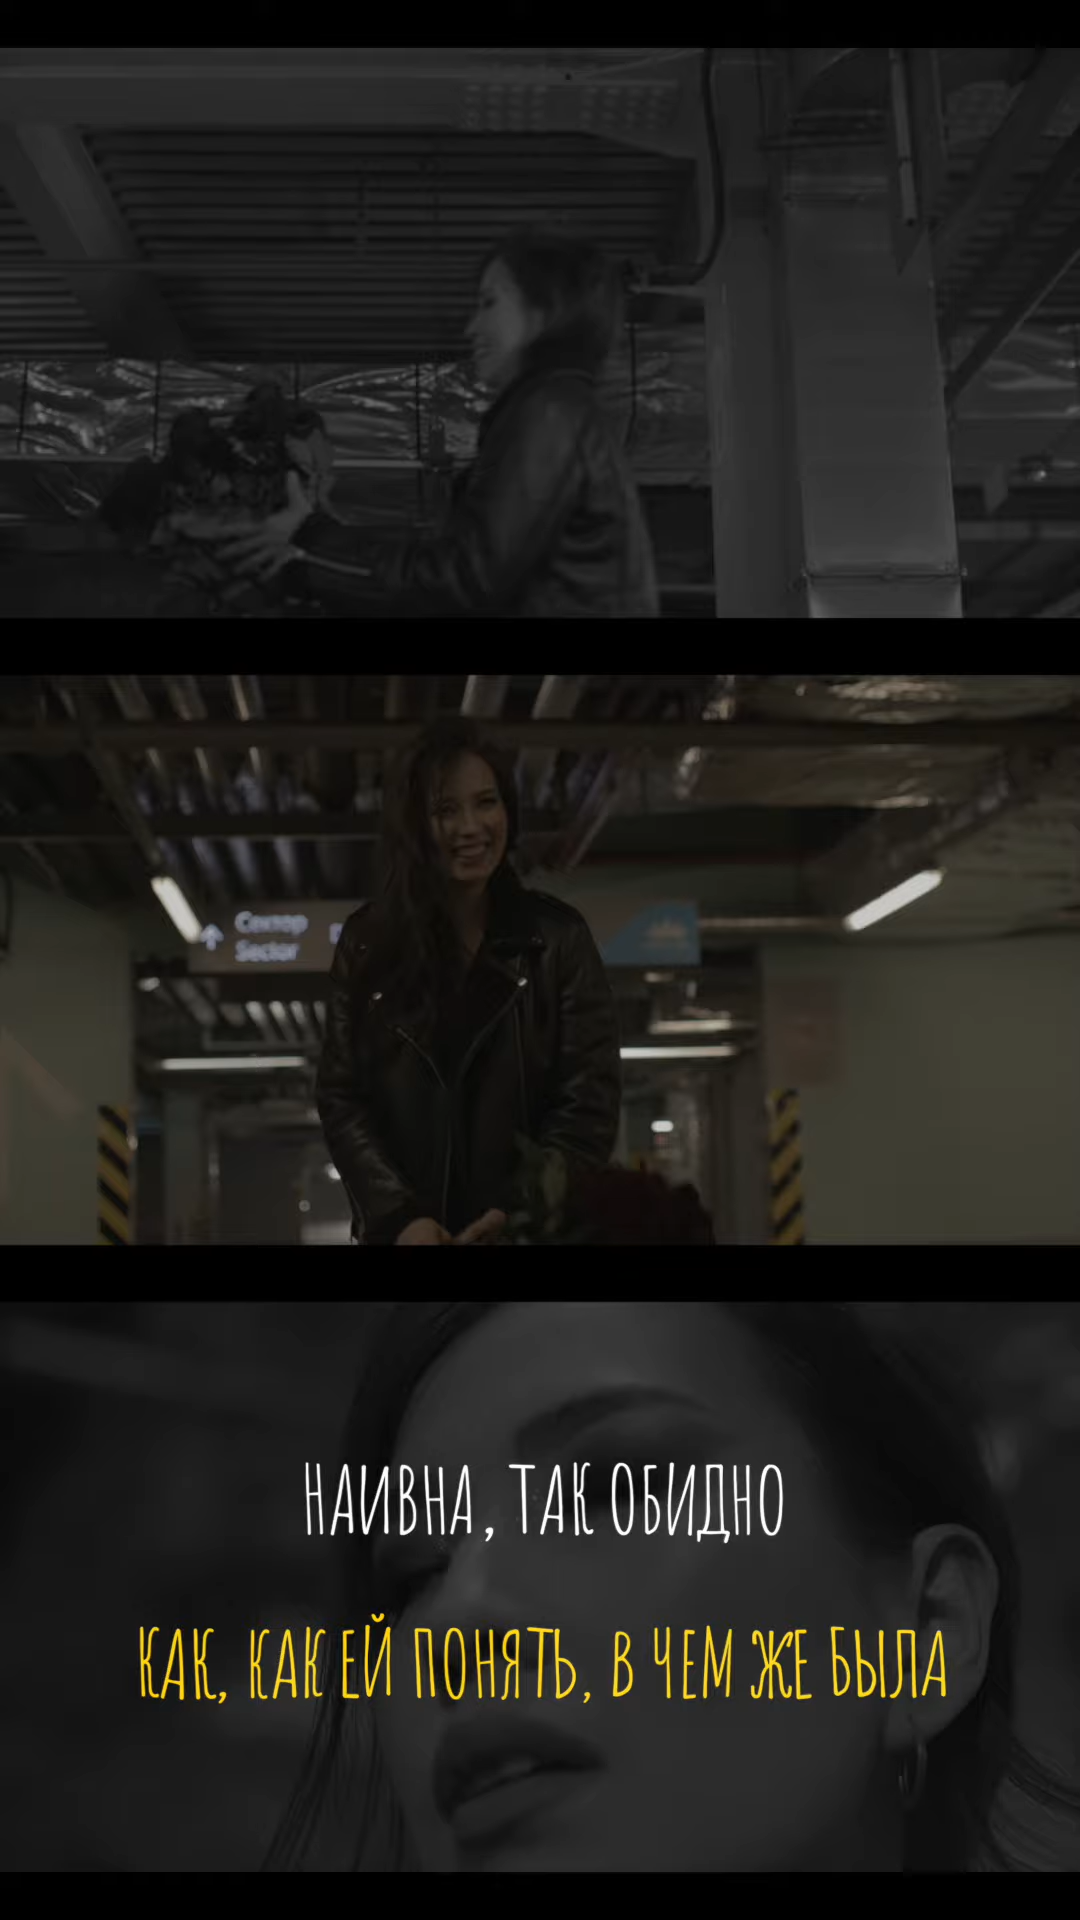 Сектор
Sector
НАИВНА, ТАК ОБИДНО
КАК, КАК ЕЙ ПОНЯТЬ, В ЧЕМ ЖЕ БЫЛА